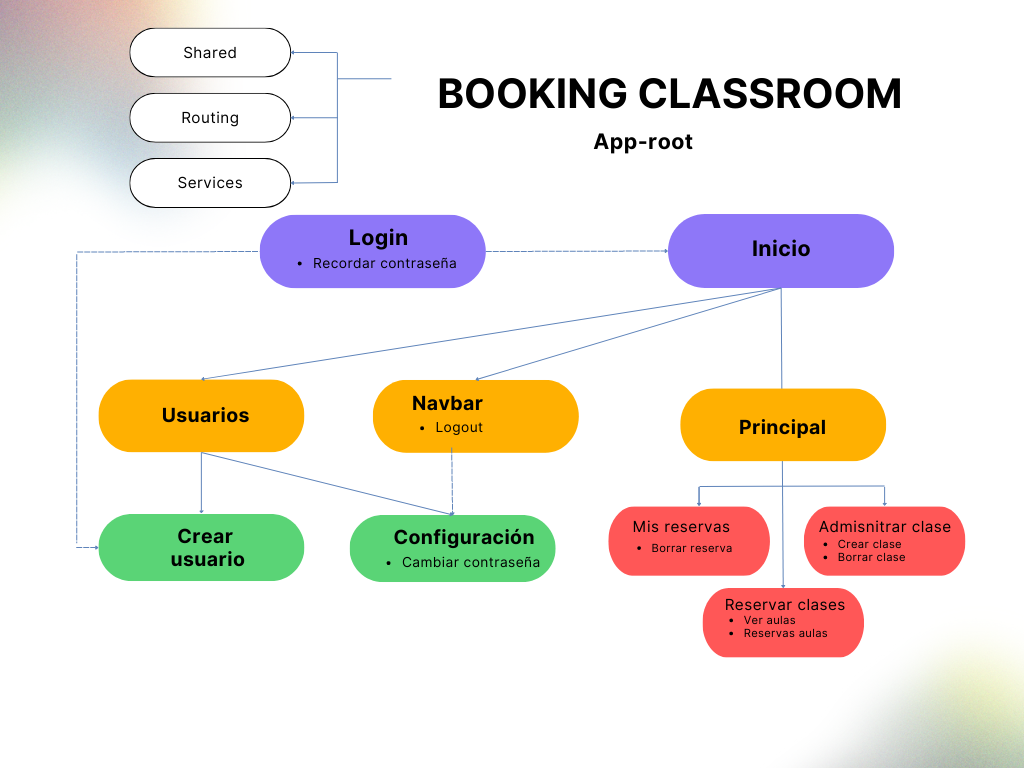 Shared
Routing
Services
BOOKING CLASSROOM
App-root
Login
• Recordar contraseña
Inicio
Usuarios
Navbar
• Logout
Principal
Crear
usuario
Configuración
• Cambiar contraseña
Mis reservas
• Borrar reserva
Admisnitrar clase
• Crear clase
• Borrar clase
Reservar clases
• Ver aulas
• Reservas aulas